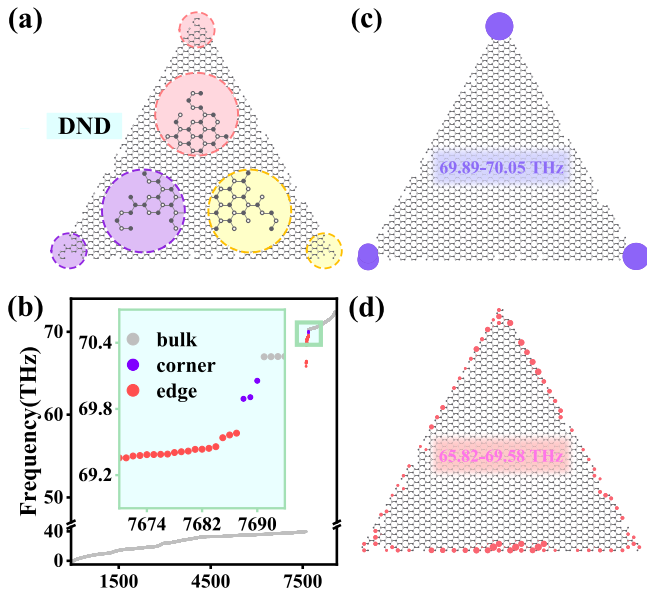 (a)
DND
(b)
Frequency(THz)
70
60
50
40
0
1500
4500
7500
70.4
69.8
69.2
7674
7682
7690
bulk
corner
edge
(c)
69.89-70.05 THz
(d)
65.82-69.58 THz